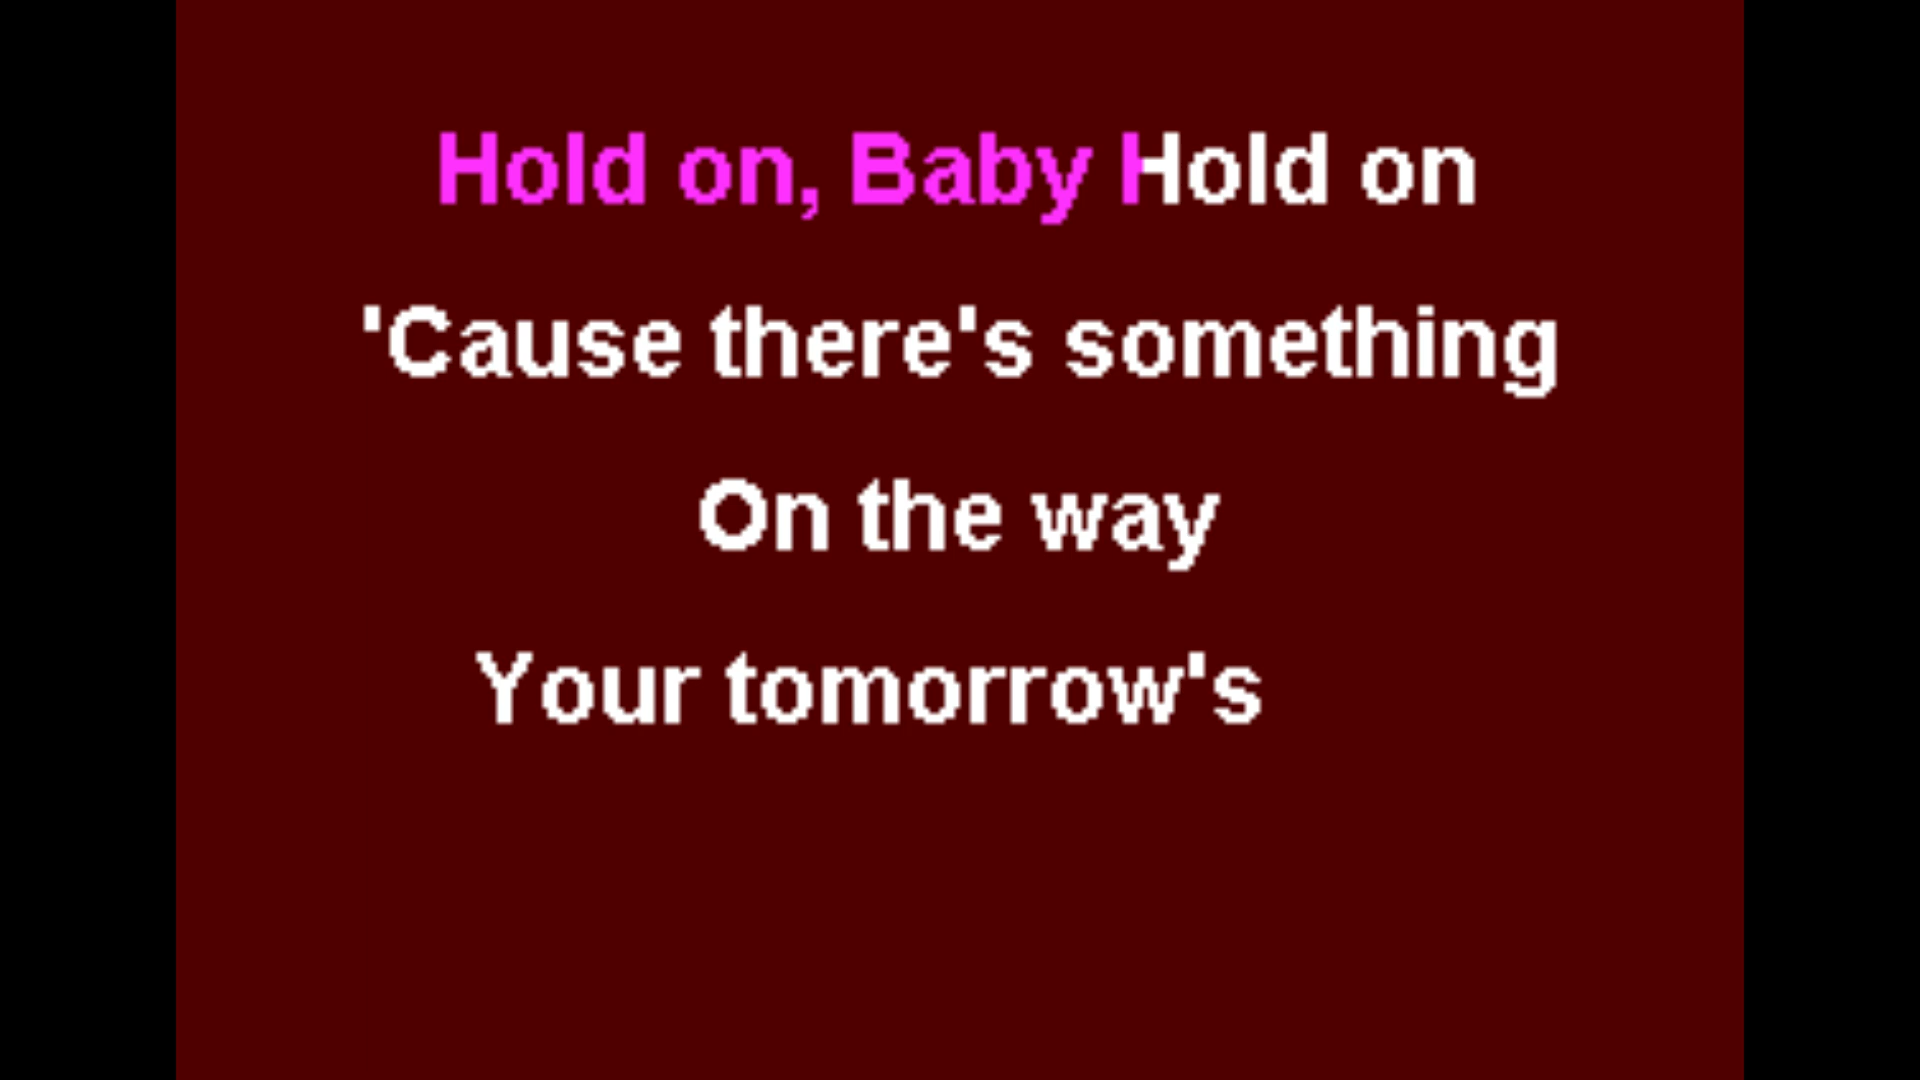 Hold on, Baby Hold on
'Cause there's something
On the way
Your tomorrow's